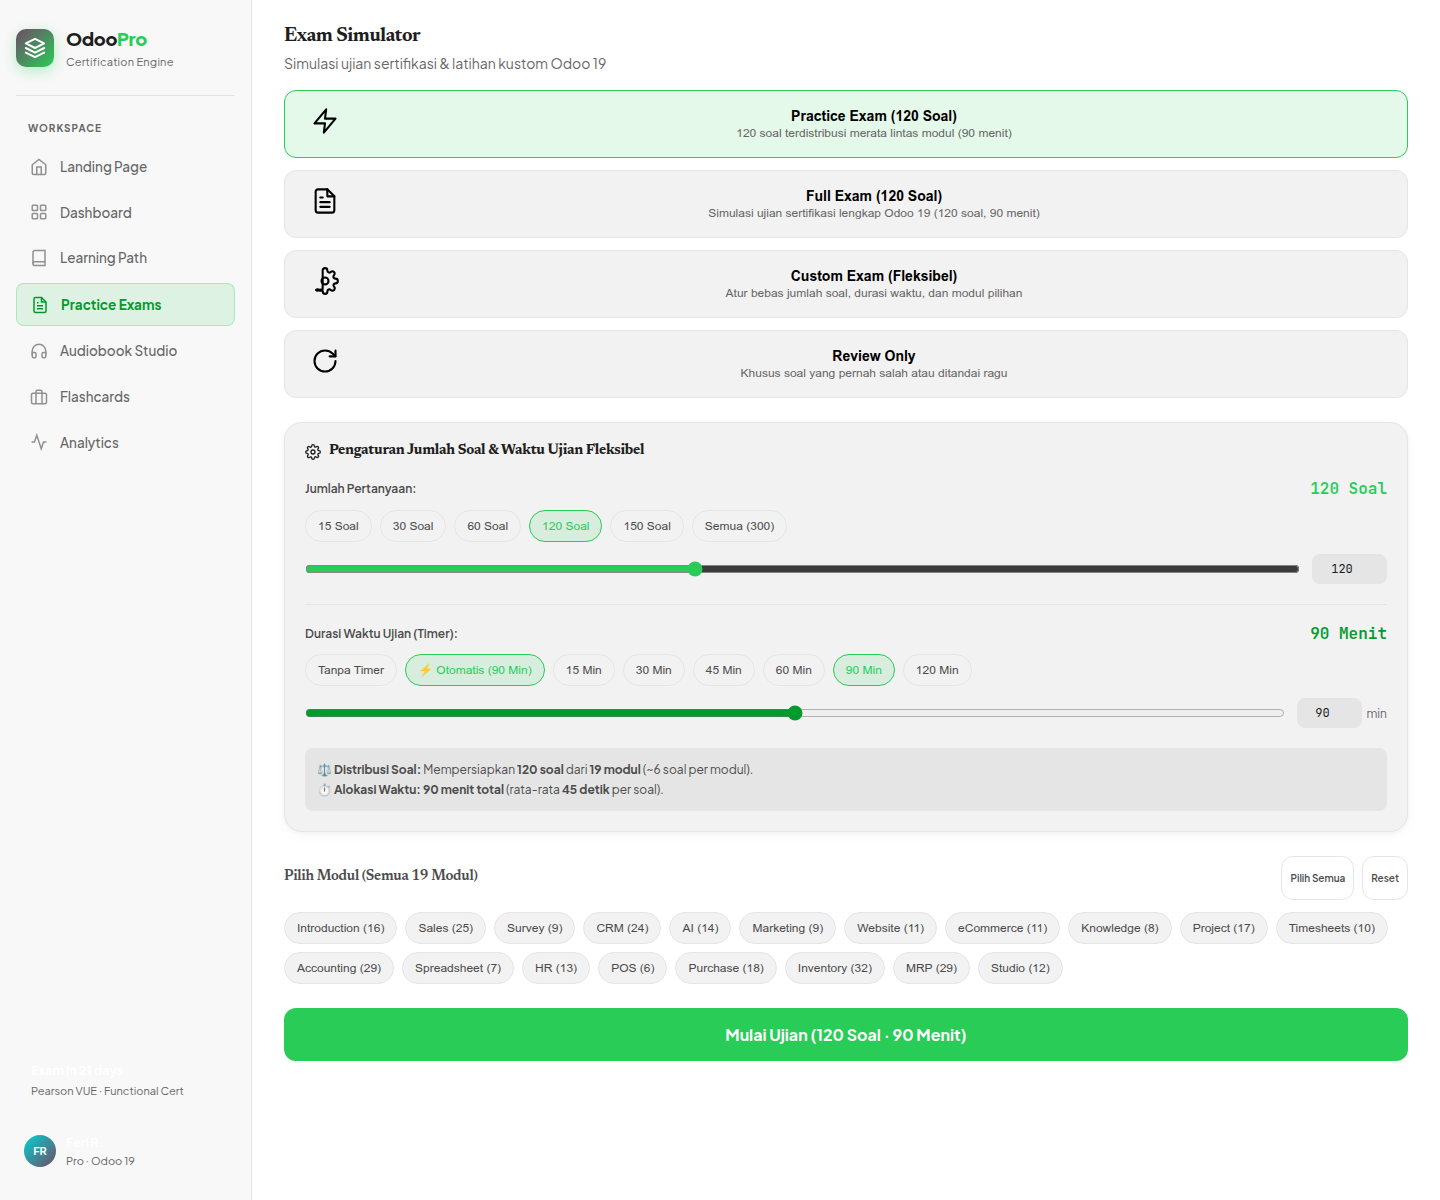 OdooPro
Certification Engine
WORKSPACE
Landing Page
Dashboard
Learning Path
Practice Exams
Audiobook Studio
Flashcards
Analytics
Exam in 21 days
Pearson VUE · Functional Cert
FR
Pro · Odoo 19
Exam Simulator
Simulasi ujian sertifikasi & latihan kustom Odoo 19
Practice Exam (120 Soal)
120 soal terdistribusi merata lintas modul (90 menit)
Full Exam (120 Soal)
Simulasi ujian sertifikasi lengkap Odoo 19 (120 soal, 90 menit)
Custom Exam (Fleksibel)
Atur bebas jumlah soal, durasi waktu, dan modul pilihan
Review Only
Khusus soal yang pernah salah atau ditandai ragu
Pengaturan Jumlah Soal & Waktu Ujian Fleksibel
Jumlah Pertanyaan: 120 Soal
15 Soal 30 Soal 60 Soal 120 Soal 150 Soal Semua (300)
120
Durasi Waktu Ujian (Timer): 90 Menit
Tanpa Timer ⚡ Otomatis (90 Min) 15 Min 30 Min 45 Min 60 Min 90 Min 120 Min
90 min
⚖️ Distribusi Soal: Mempersiapkan 120 soal dari 19 modul (~6 soal per modul).
⏱️ Alokasi Waktu: 90 menit total (rata-rata 45 detik per soal).
Pilih Modul (Semua 19 Modul) Pilih Semua Reset
Introduction (16) Sales (25) Survey (9) CRM (24) AI (14) Marketing (9) Website (11) eCommerce (11) Knowledge (8) Project (17) Timesheets (10)
Accounting (29) Spreadsheet (7) HR (13) POS (6) Purchase (18) Inventory (32) MRP (29) Studio (12)
Mulai Ujian (120 Soal · 90 Menit)